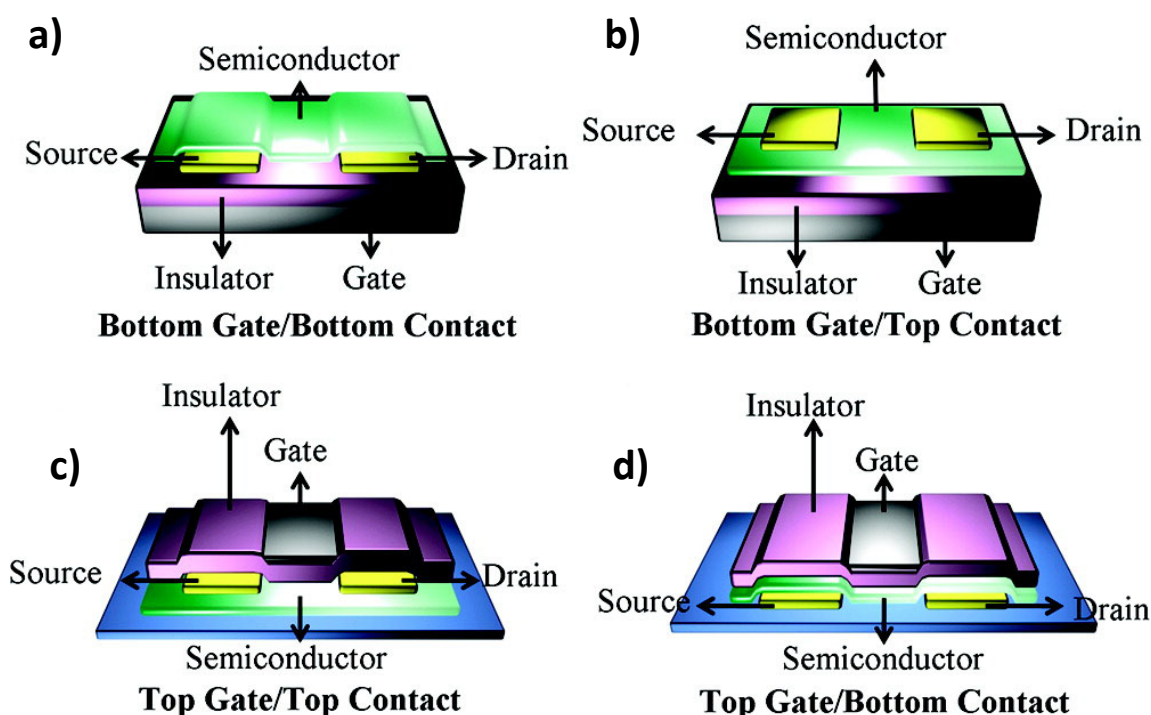 a)
Semiconductor
Source
Drain
Insulator
Gate
Bottom Gate/Bottom Contact
b)
Semiconductor
Source
Drain
Insulator
Gate
Bottom Gate/Top Contact
c)
Insulator
Gate
Source
Drain
Semiconductor
Top Gate/Top Contact
d)
Insulator
Gate
Source
Drain
Semiconductor
Top Gate/Bottom Contact